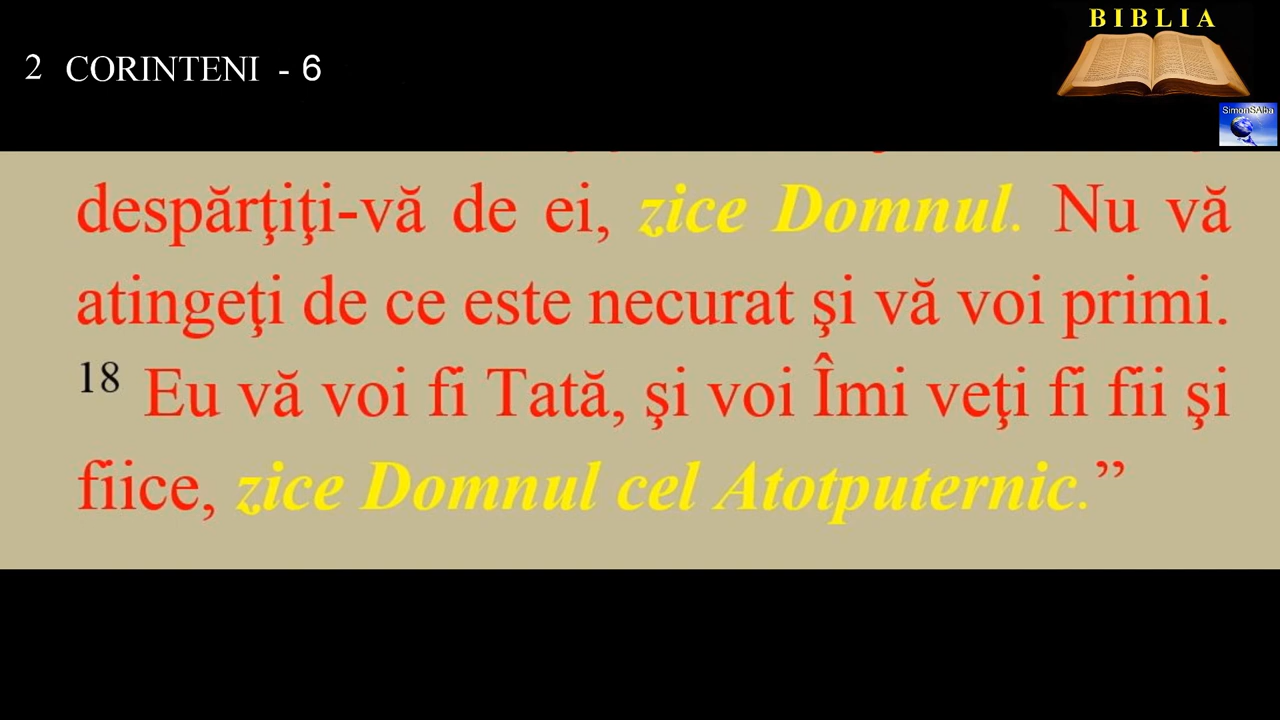 BIBLIA
2 CORINTENI - 6
SimonSAlba
despărţiţi-vă de ei, zice Domnul. Nu vă
atingeţi de ce este necurat şi vă voi primi.
18 Eu vă voi fi Tată, şi voi Îmi veţi fi fii şi
fiice, zice Domnul cel Atotputernic.”